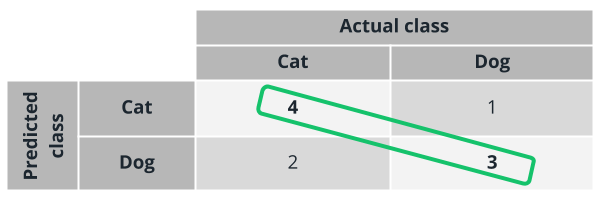 Actual class
Cat Dog
Predicted
class
Cat 4 1
Dog 2 3